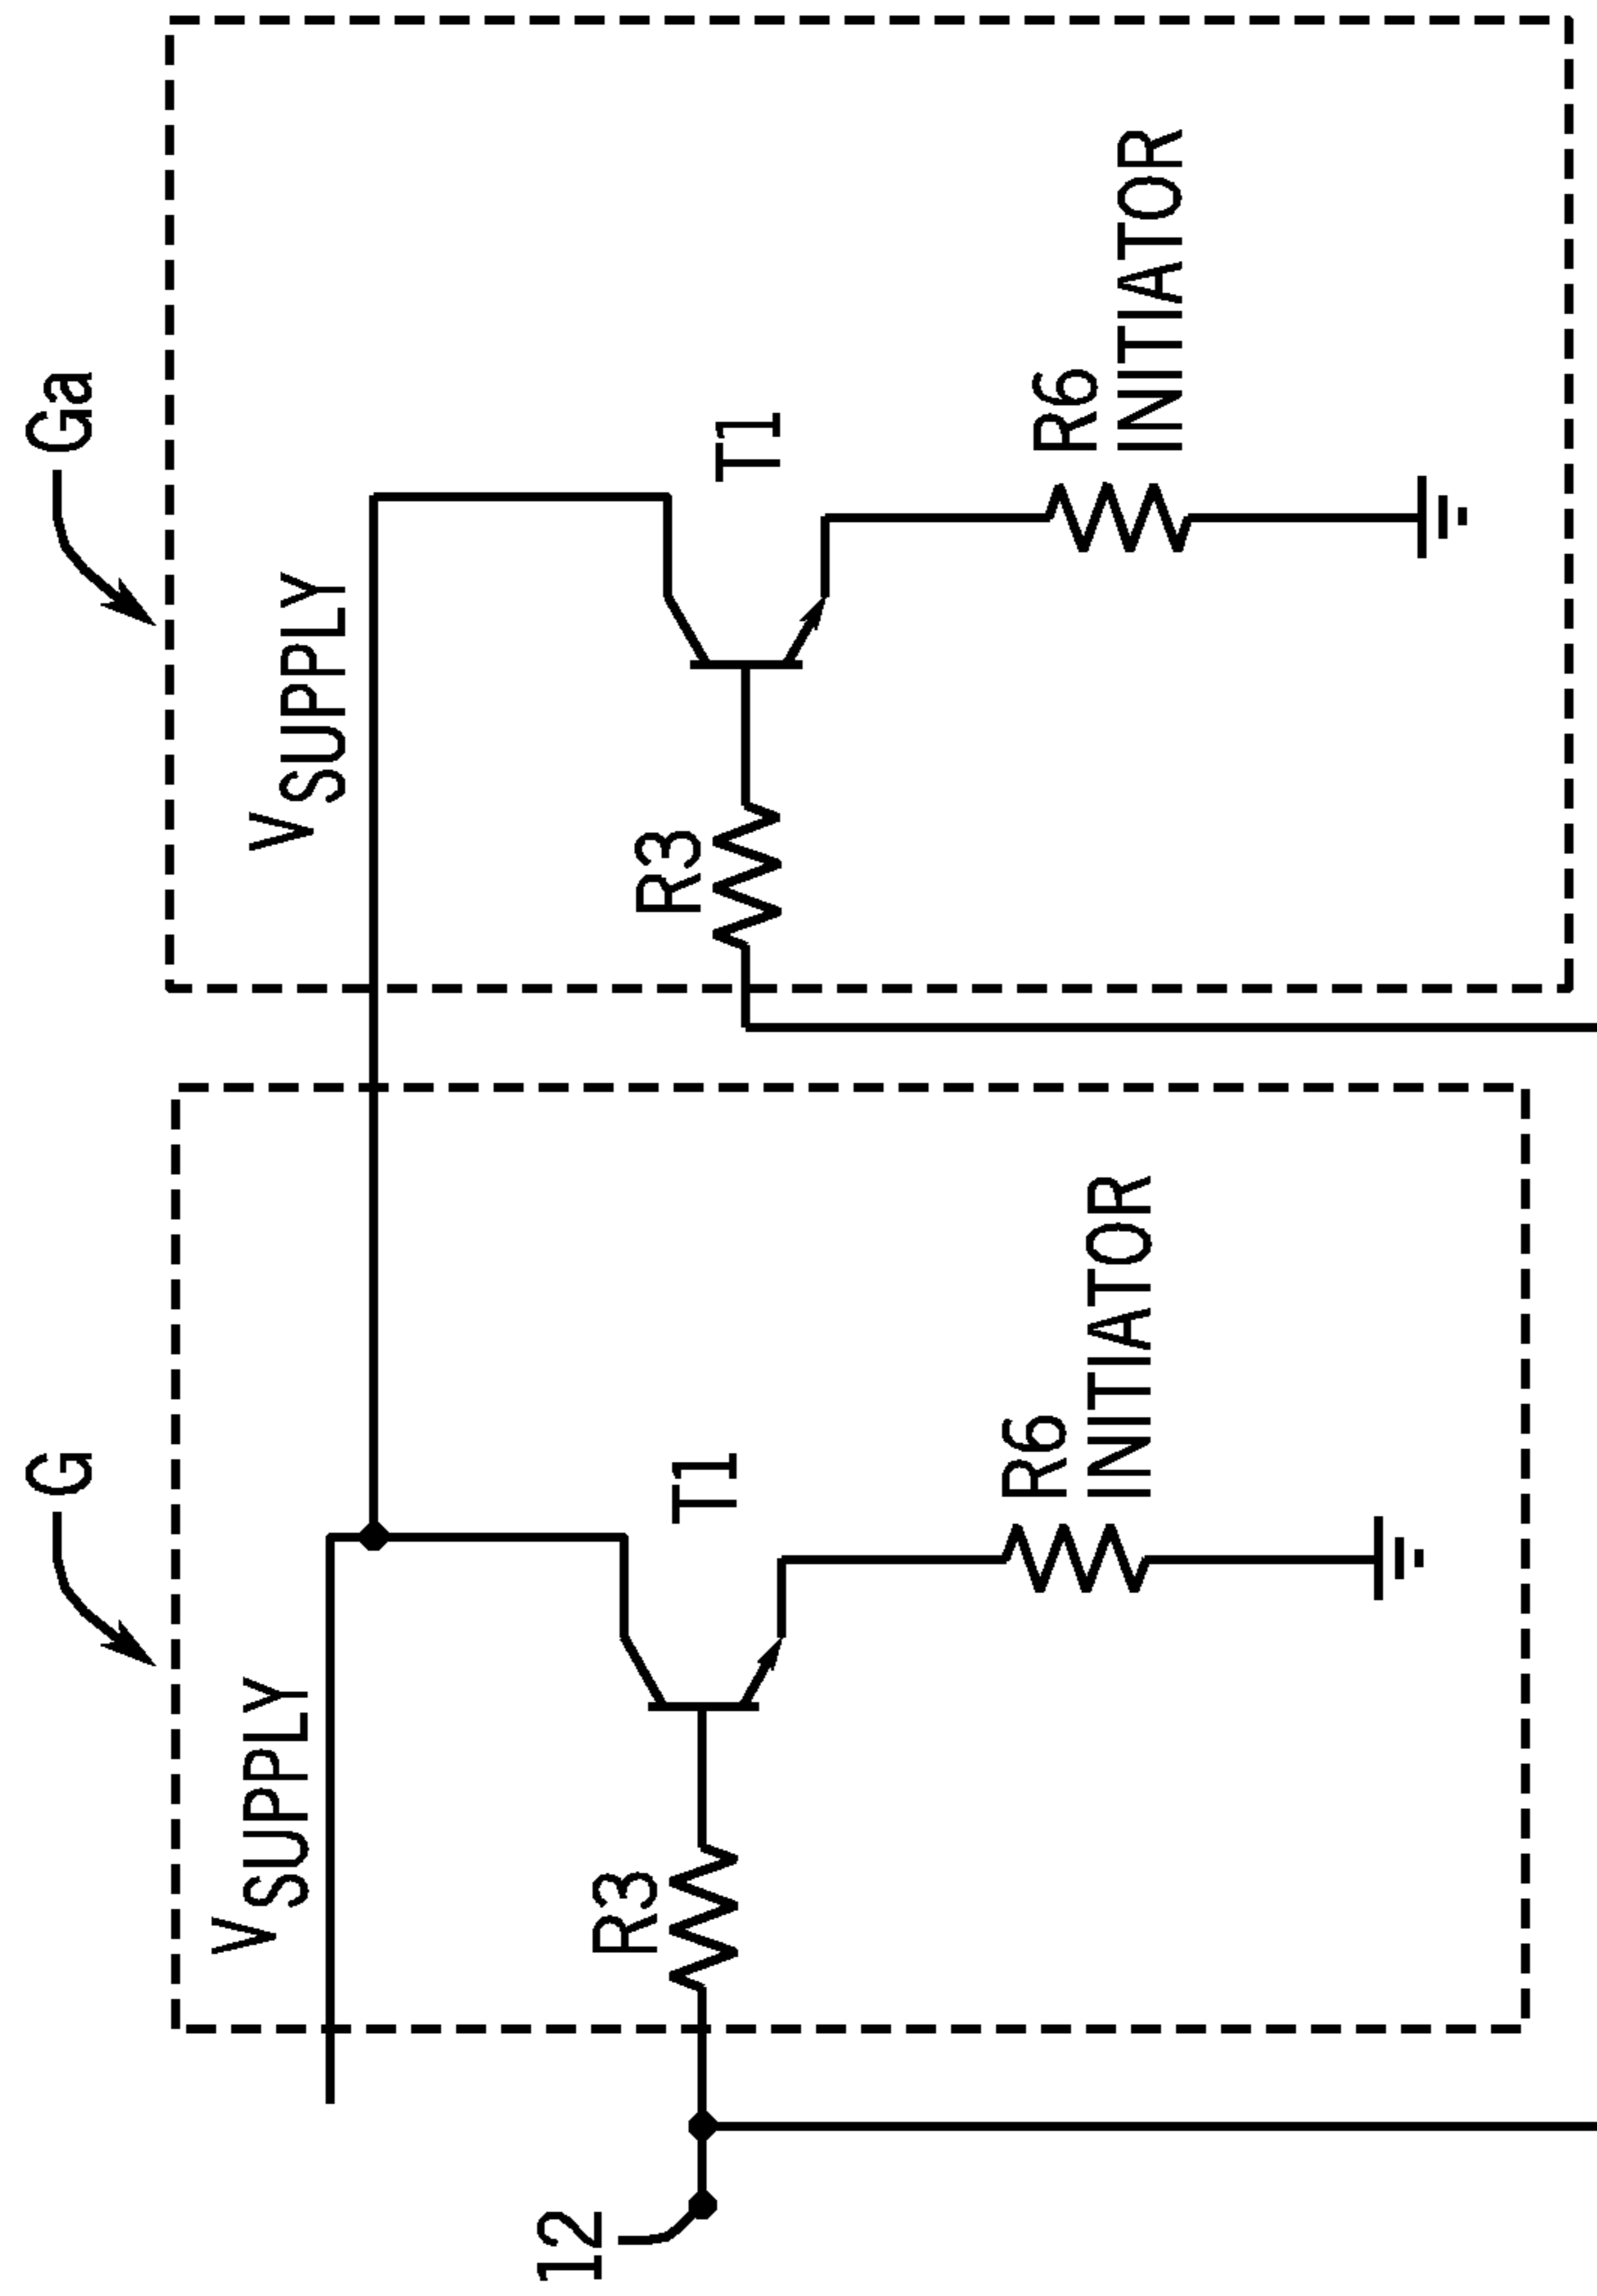 G
Ga
VSUPPLY
VSUPPLY
T1
T1
R3
R3
R6
INITIATOR
R6
INITIATOR
12